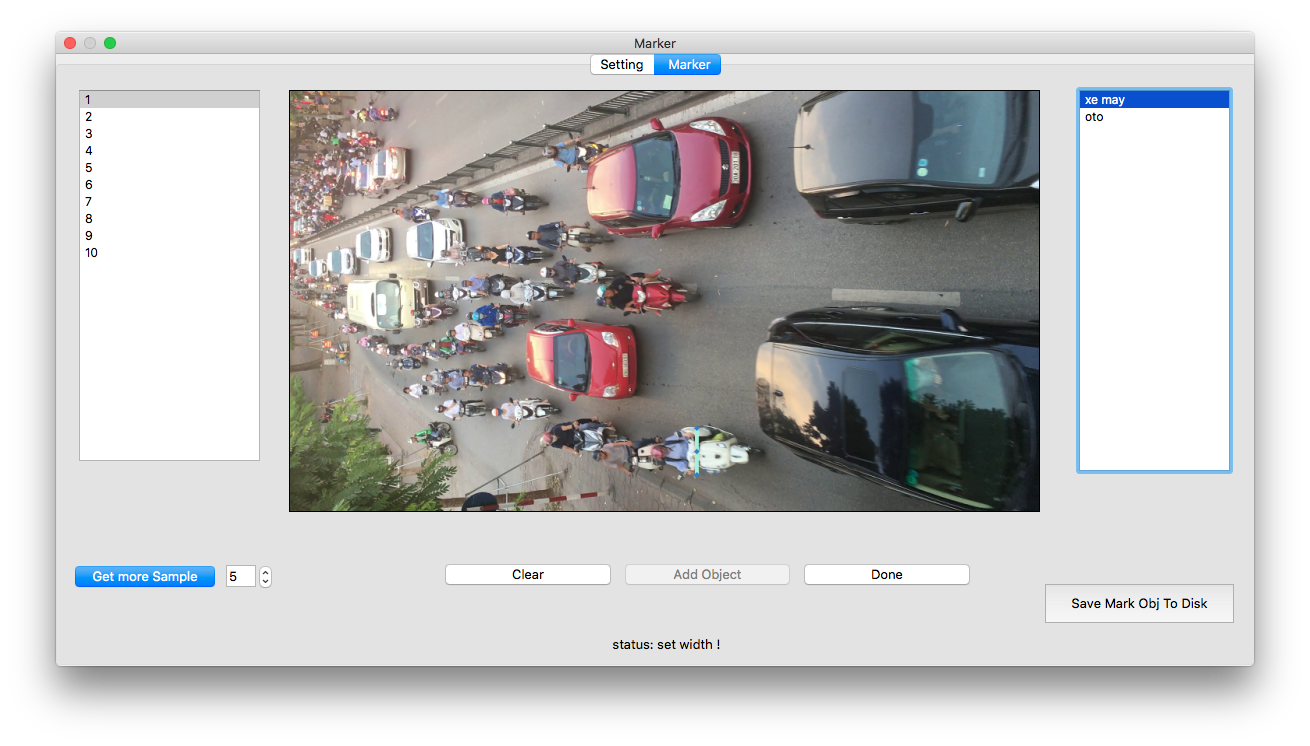 Marker
Setting
Marker
1
2
3
4
5
6
7
8
9
10
xe may
oto
Get more Sample
5
Clear
Add Object
Done
Save Mark Obj To Disk
status: set width !